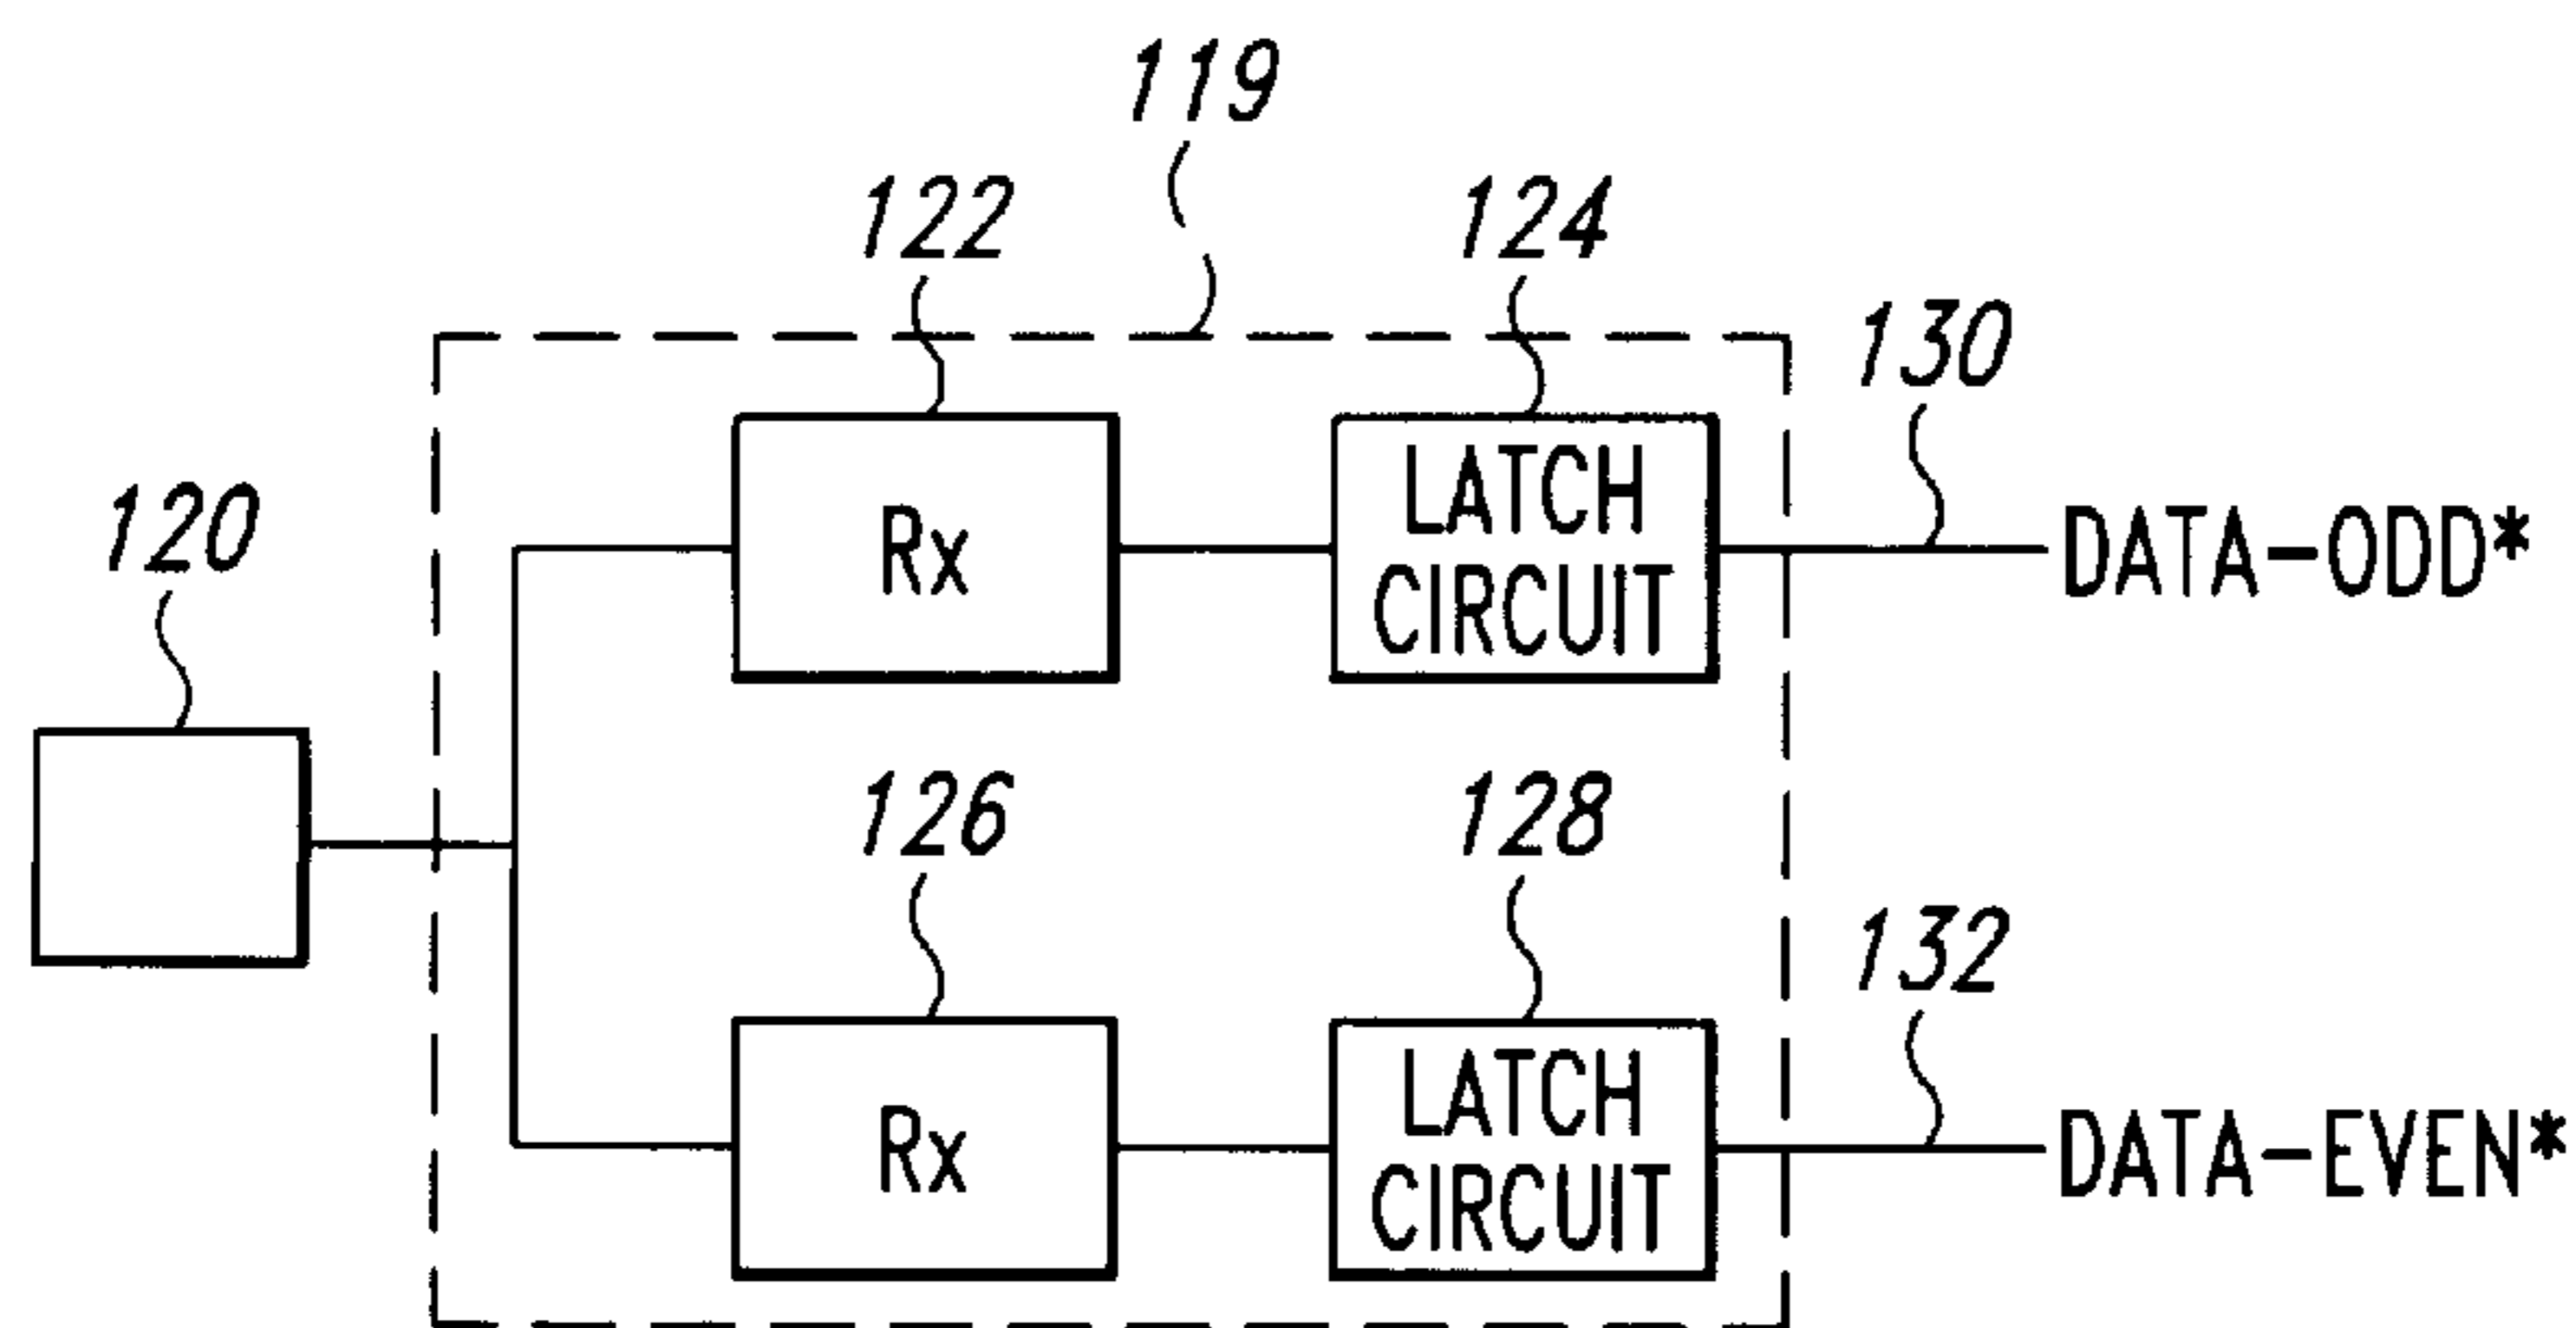 119
122
124
130
120
Rx
LATCH
CIRCUIT
DATA-ODD*
126
128
132
Rx
LATCH
CIRCUIT
DATA-EVEN*